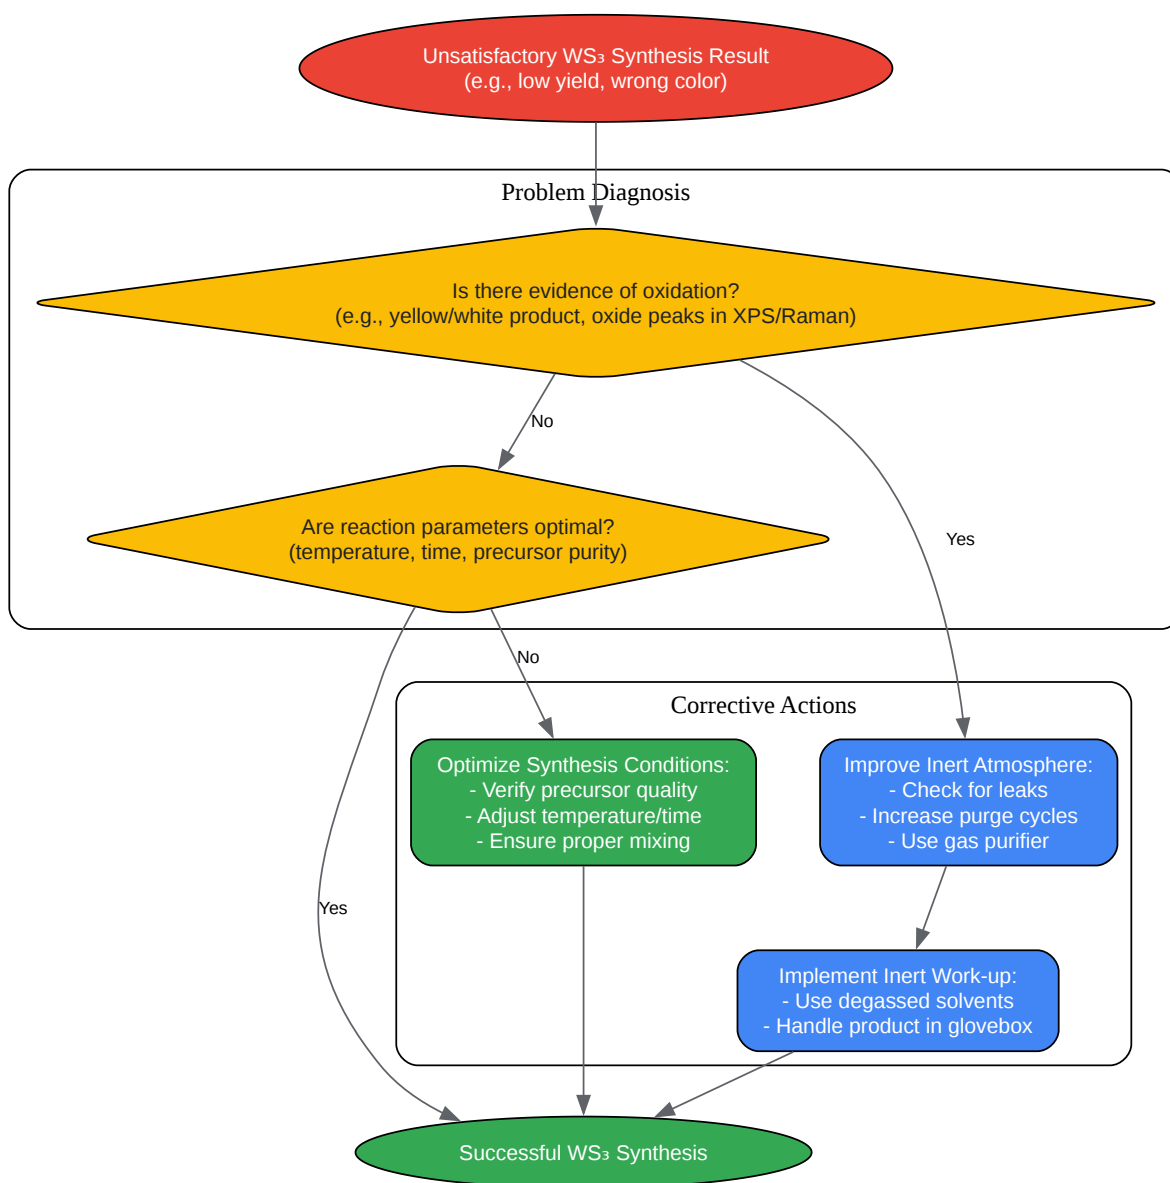 Unsatisfactory WS₃ Synthesis Result
(e.g., low yield, wrong color)
Problem Diagnosis
Is there evidence of oxidation?
(e.g., yellow/white product, oxide peaks in XPS/Raman)
No
Are reaction parameters optimal?
(temperature, time, precursor purity)
Yes
No
Corrective Actions
Optimize Synthesis Conditions:
- Verify precursor quality
- Adjust temperature/time
- Ensure proper mixing
Improve Inert Atmosphere:
- Check for leaks
- Increase purge cycles
- Use gas purifier
Yes
Implement Inert Work-up:
- Use degassed solvents
- Handle product in glovebox
Successful WS₃ Synthesis